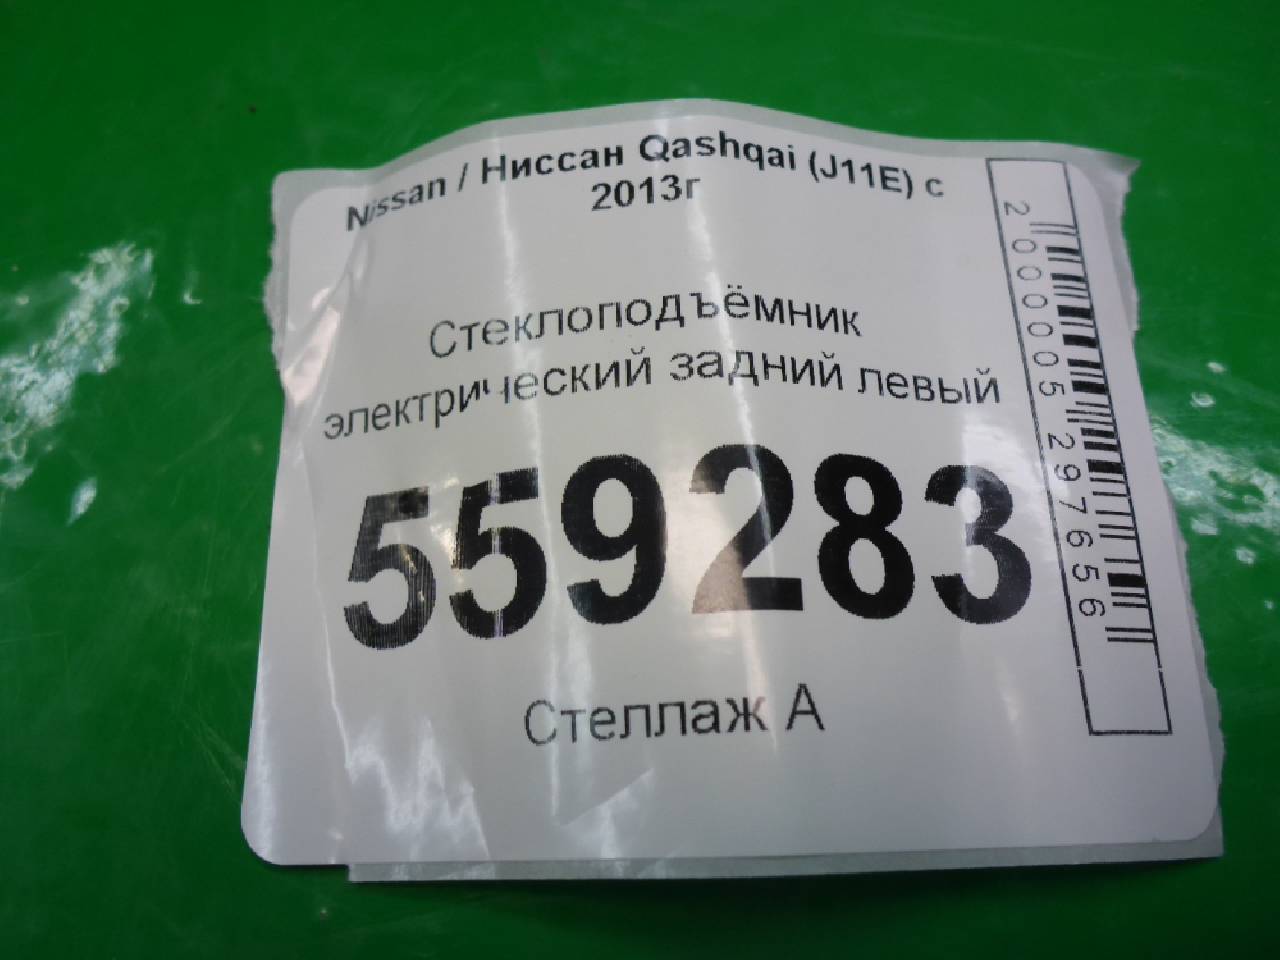 Nissan / Ниссан Qashqai (J11E) с
2013г
Стеклоподъёмник
электрический задний левый
559283
Стеллаж А
2000005297656